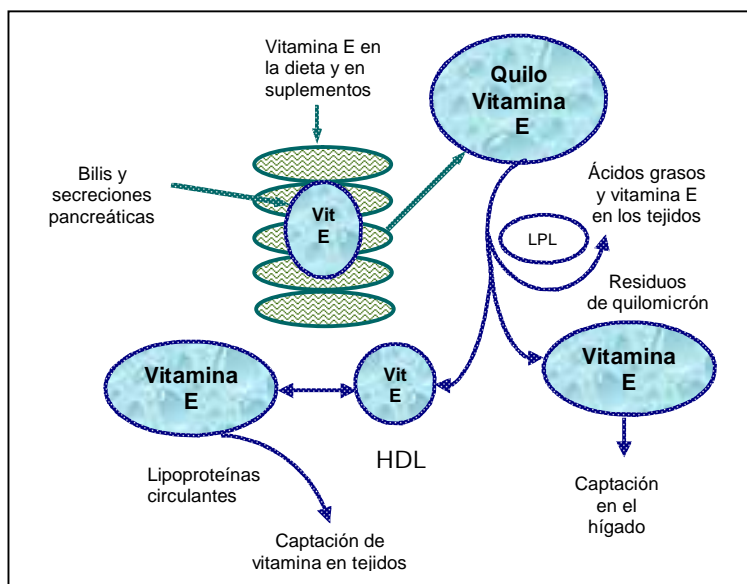 Vitamina E en
la dieta y en
suplementos
Quilo
Vitamina
E
Bilis y
secreciones
pancreáticas
Vit
E
Ácidos grasos
y vitamina E
en los tejidos
LPL
Residuos
de quilomicrón
Vitamina
E
Vit
E
Vitamina
E
HDL
Lipoproteínas
circulantes
Captación
en el
hígado
Captación de
vitamina en tejidos